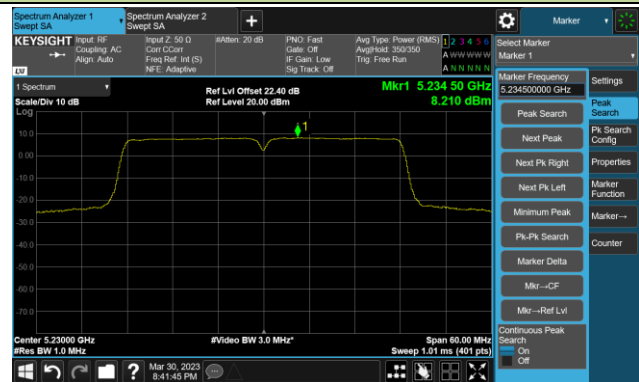 Spectrum Analyzer 1
Swept SA
Spectrum Analyzer 2
Swept SA
+
Marker
KEYSIGHT
LXI
Input: RF
Coupling: AC
Align: Auto
Input Z: 50 Ω
Corr CCorr
Freq Ref: Int (S)
NFE: Adaptive
#Atten: 20 dB
PNO: Fast
Gate: Off
IF Gain: Low
Sig Track: Off
Avg Type: Power (RMS)
Avg|Hold: 350/350
Trig: Free Run
1 2 3 4 5 6
A W W W W W
A N N N N N
Select Marker
Marker 1
1 Spectrum
Scale/Div 10 dB
Log
Ref Lvl Offset 22.40 dB
Ref Level 20.00 dBm
Mkr1 5.234 50 GHz
8.210 dBm
1
10.0
0.00
-10.0
-20.0
-30.0
-40.0
-50.0
-60.0
-70.0
Center 5.23000 GHz
#Res BW 1.0 MHz
#Video BW 3.0 MHz*
Span 60.00 MHz
Sweep 1.01 ms (401 pts)
Marker Frequency
5.234500000 GHz
Peak Search
Next Peak
Next Pk Right
Next Pk Left
Minimum Peak
Pk-Pk Search
Marker Delta
Mkr→CF
Mkr→Ref Lvl
Continuous Peak
Search
On
Off
Settings
Peak
Search
Pk Search
Config
Properties
Marker
Function
Marker→
Counter
?
Mar 30, 2023
8:41:45 PM